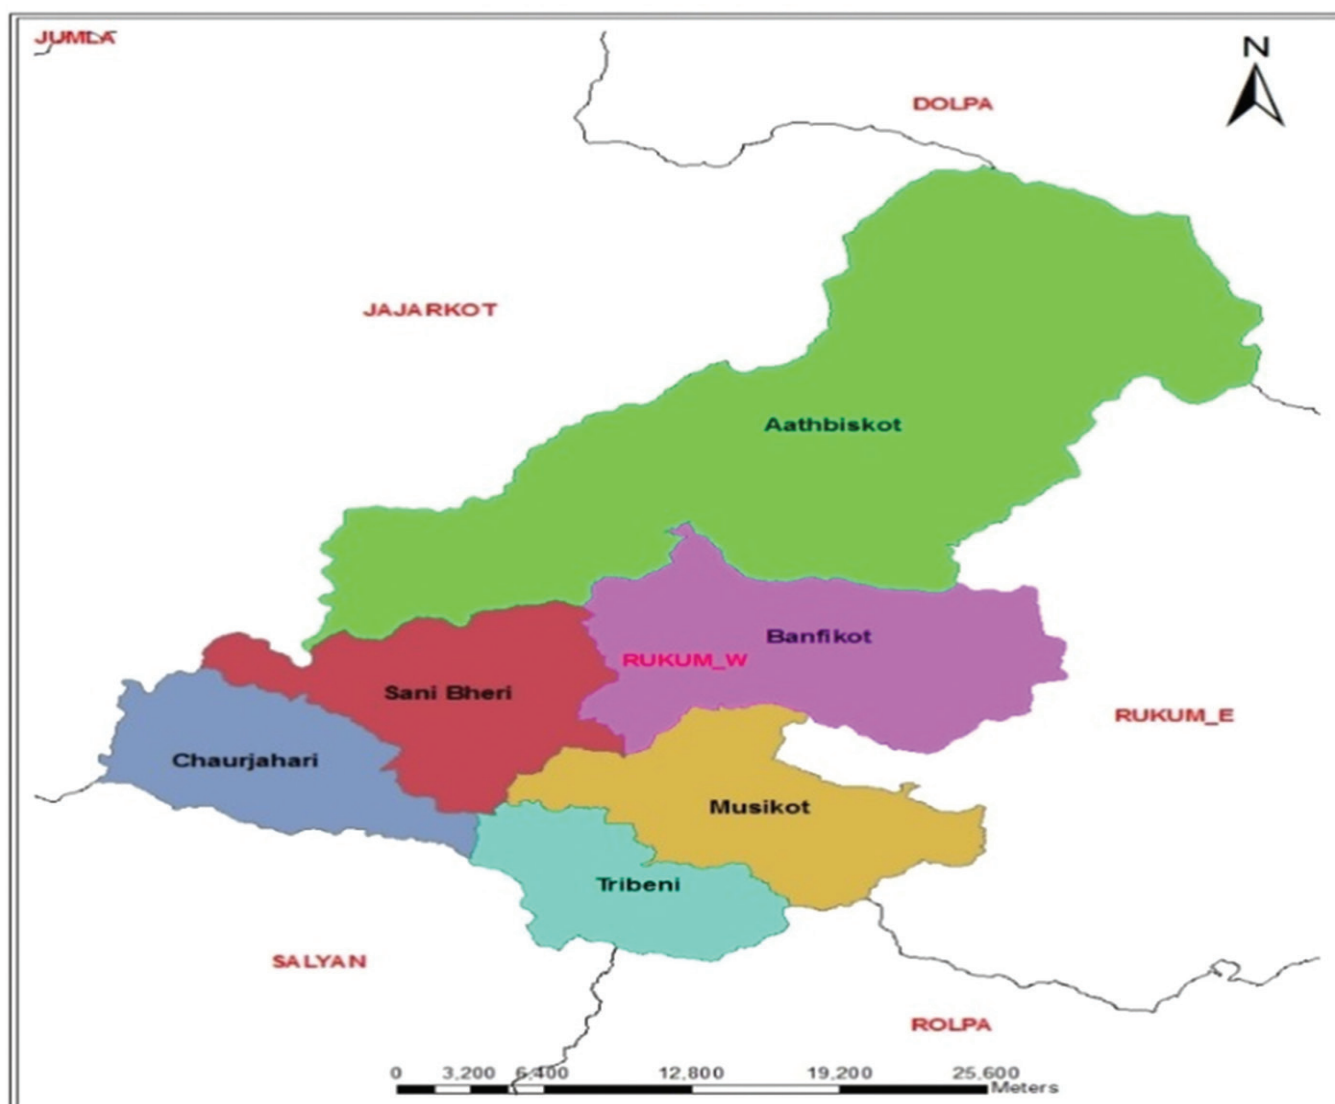 JUMLA
N
DOLPA
JAJARKOT
Aathbiskot
Banfikot
RUKUM_W
Sani Bheri
RUKUM_E
Chaurjahari
Musikot
Tribeni
SALYAN
ROLPA
0 3,200 6,400 12,800 19,200 25,600
Meters